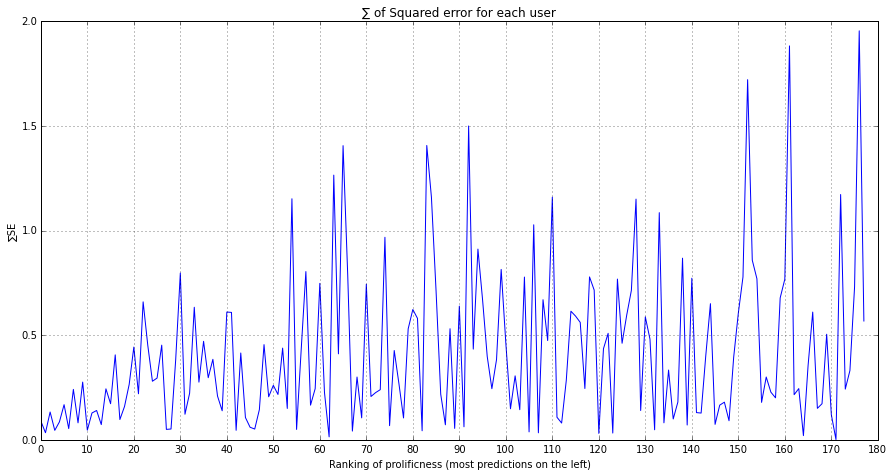 ∑ of Squared error for each user
2.0
1.5
1.0
0.5
0.0
∑SE
0 10 20 30 40 50 60 70 80 90 100 110 120 130 140 150 160 170 180
Ranking of prolificness (most predictions on the left)